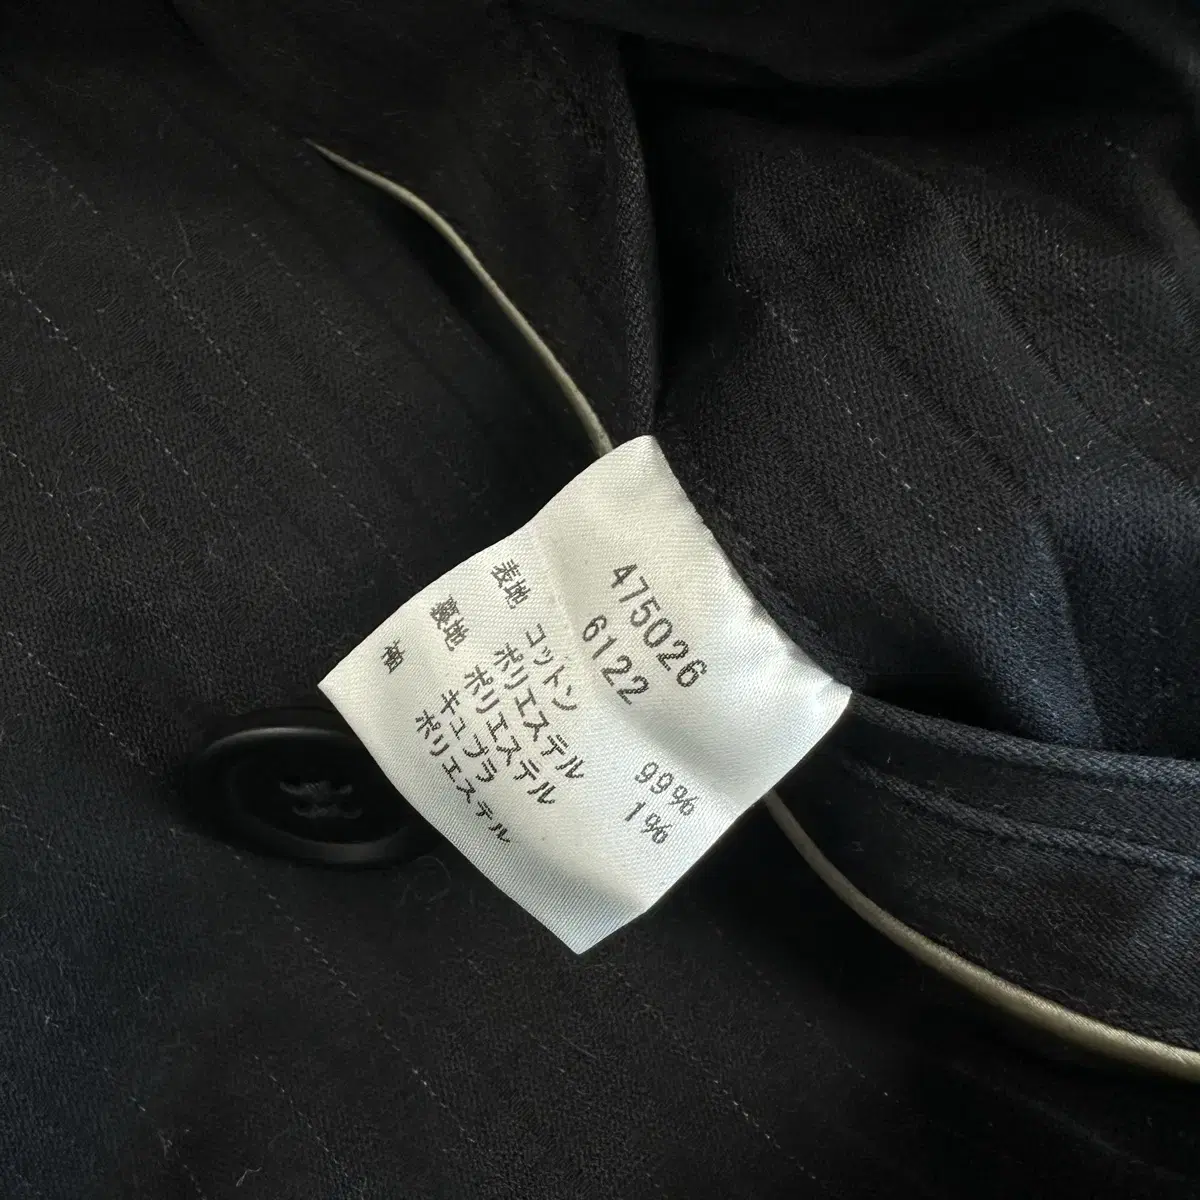 475026
6122
表地 コットン 99%
ポリエステル 1%
裏地 ポリエステル
キュプラ
ポリエステル